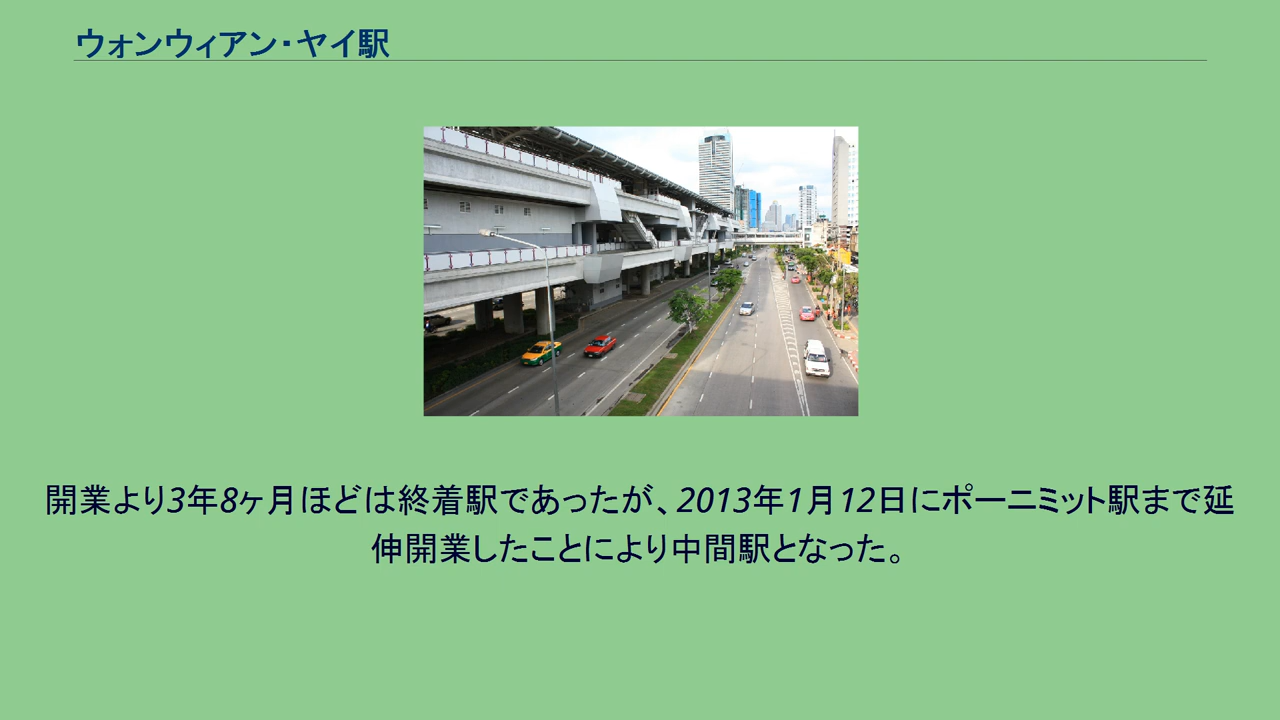 ウォンウィアン・ヤイ駅
開業より3年8ヶ月ほどは終着駅であったが、2013年1月12日にポーニミット駅まで延
伸開業したことにより中間駅となった。